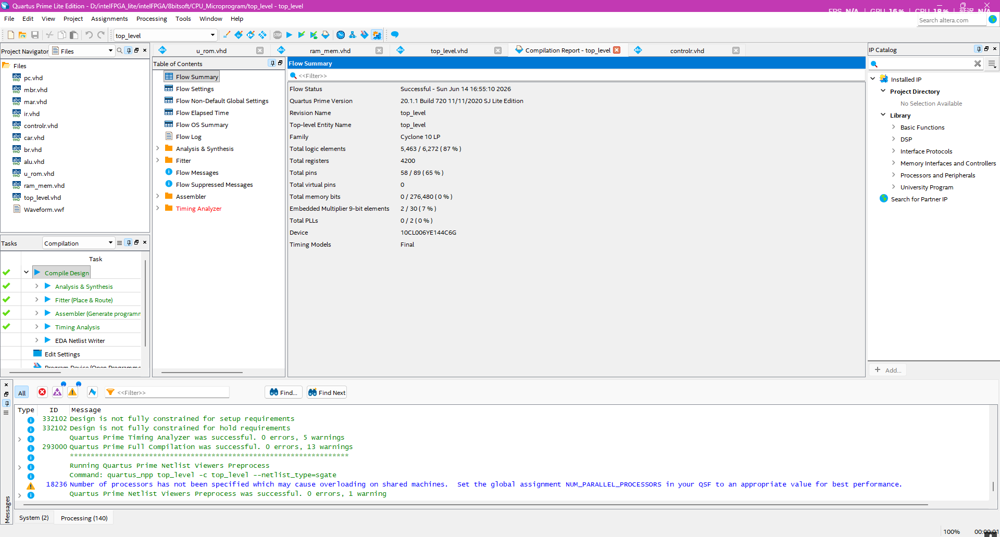 Quartus Prime Lite Edition - D:/intelFPGA_lite/intelFPGA/8bitsoft/CPU_Microprogram/top_level - top_level
File Edit View Project Assignments Processing Tools Window Help
Search altera.com
top_level
Project Navigator Files
Files
pc.vhd
mbr.vhd
mar.vhd
ir.vhd
controlr.vhd
car.vhd
br.vhd
alu.vhd
u_rom.vhd
ram_mem.vhd
top_level.vhd
Waveform.vwf
Tasks Compilation
Task
Compile Design
Analysis & Synthesis
Fitter (Place & Route)
Assembler (Generate programm
Timing Analysis
EDA Netlist Writer
Edit Settings
Program Device (Open Programme
u_rom.vhd ram_mem.vhd top_level.vhd Compilation Report - top_level controlr.vhd
Table of Contents
Flow Summary
Flow Settings
Flow Non-Default Global Settings
Flow Elapsed Time
Flow OS Summary
Flow Log
Analysis & Synthesis
Fitter
Flow Messages
Flow Suppressed Messages
Assembler
Timing Analyzer
Flow Summary
<<Filter>>
Flow Status Successful - Sun Jun 14 16:55:10 2026
Quartus Prime Version 20.1.1 Build 720 11/11/2020 SJ Lite Edition
Revision Name top_level
Top-level Entity Name top_level
Family Cyclone 10 LP
Total logic elements 5,463 / 6,272 ( 87 % )
Total registers 4200
Total pins 58 / 89 ( 65 % )
Total virtual pins 0
Total memory bits 0 / 276,480 ( 0 % )
Embedded Multiplier 9-bit elements 2 / 30 ( 7 % )
Total PLLs 0 / 2 ( 0 % )
Device 10CL006YE144C6G
Timing Models Final
IP Catalog
Installed IP
Project Directory
No Selection Available
Library
Basic Functions
DSP
Interface Protocols
Memory Interfaces and Controllers
Processors and Peripherals
University Program
Search for Partner IP
+ Add...
All <<Filter>> Find... Find Next
Type ID Message
332102 Design is not fully constrained for setup requirements
332102 Design is not fully constrained for hold requirements
Quartus Prime Timing Analyzer was successful. 0 errors, 5 warnings
293000 Quartus Prime Full Compilation was successful. 0 errors, 13 warnings
*******************************************************************
Running Quartus Prime Netlist Viewers Preprocess
Command: quartus_npp top_level -c top_level --netlist_type=sgate
18236 Number of processors has not been specified which may cause overloading on shared machines.  Set the global assignment NUM_PARALLEL_PROCESSORS in your QSF to an appropriate value for best performance.
Quartus Prime Netlist Viewers Preprocess was successful. 0 errors, 1 warning
Messages
System (2) Processing (140)
100% 00:00:01